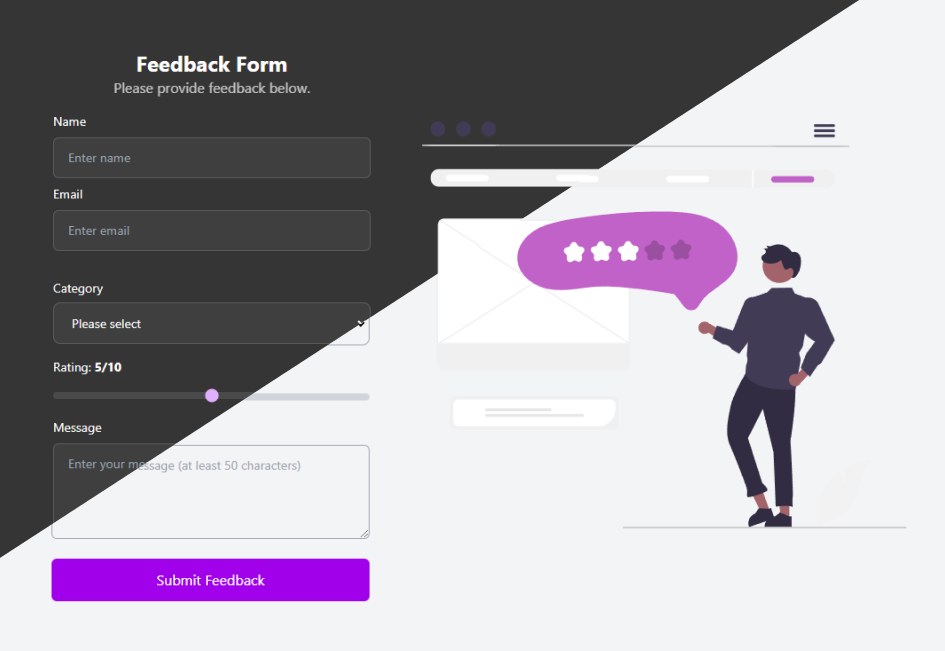 Feedback Form
Please provide feedback below.
Name
Enter name
Email
Enter email
Category
Please select
Rating: 5/10
Message
Enter your message (at least 50 characters)
Submit Feedback